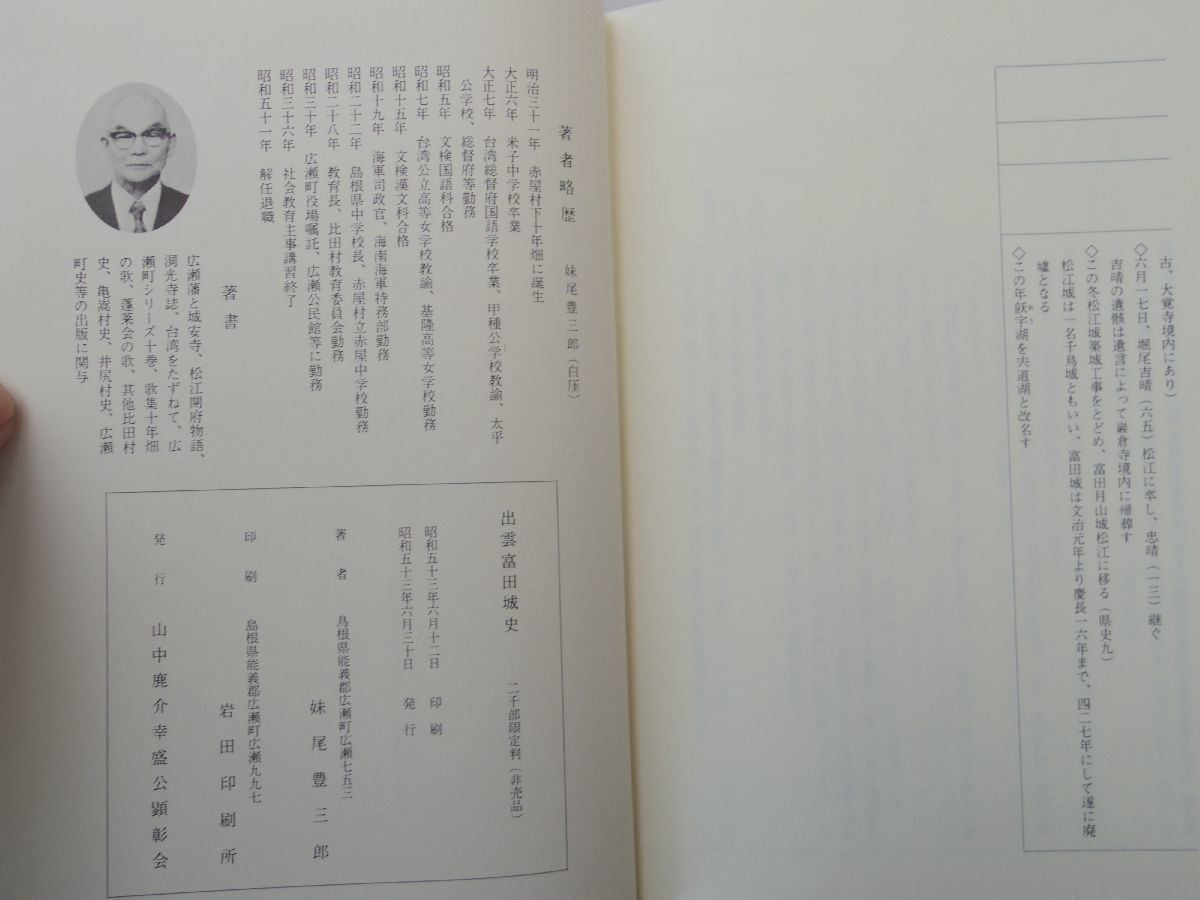 古、大覚寺境内にあり)
◇六月一七日、堀尾吉晴(六五)松江に卒し、忠晴(一三)継ぐ
吉晴の遺骸は遺言によって巌倉寺境内に帰葬す
◇この冬松江城築城工事をとどめ、富田月山城松江に移る(県史九)
松江城は一名千鳥城ともいい、富田城は文治元年より慶長一六年まで、四二七年にして遂に廃
墟となる
◇この年
字湖を宍道湖と改名す
著者略歴 妹尾豊三郎(白厓)
明治三十一年 赤屋村下十年畑に誕生
大正六年 米子中学校卒業
大正七年 台湾総督府国語学校卒業、甲種公学校教諭、太平
公学校、総督府等勤務
昭和五年 文検国語科合格
昭和七年 台湾公立高等女学校教諭、基隆高等女学校勤務
昭和十五年 文検漢文科合格
昭和十九年 海軍司政官、海南海軍特務部勤務
昭和二十二年 島根県中学校長、赤屋村立赤屋中学校勤務
昭和二十八年 教育長、比田村教育委員会勤務
昭和三十年 広瀬町役場嘱託、広瀬公民館等に勤務
昭和三十六年 社会教育主事講習終了
昭和五十一年 解任退職
著書
広瀬藩と城安寺、松江開府物語、
洞光寺誌、台湾をたずねて、広
瀬町シリーズ十巻、歌集十年畑
の歌、蓬莱会の歌、其他比田村
史、亀嵩村史、井尻村史、広瀬
町史等の出版に関与
出雲富田城史 二千部限定判(非売品)
昭和五十三年六月十二日 印刷
昭和五十三年六月三十日 発行
著者 島根県能義郡広瀬町広瀬七五三
妹尾豊三郎
印刷 島根県能義郡広瀬町広瀬九九七
岩田印刷所
発行 山中鹿介幸盛公顕彰会